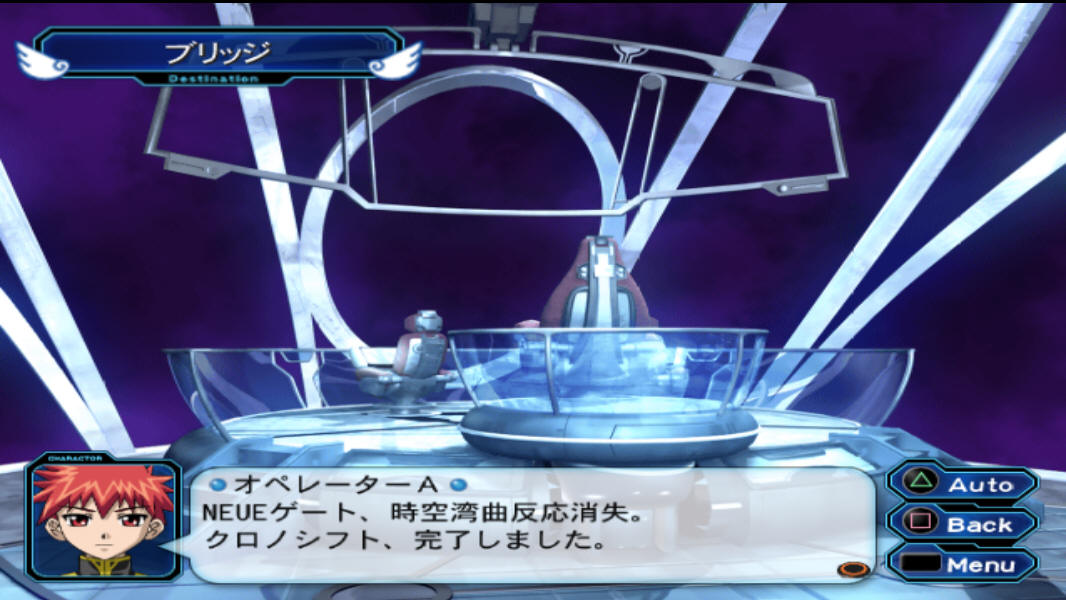 ブリッジ
Destination
CHARACTOR
オペレーターA
NEUEゲート、時空湾曲反応消失。
クロノシフト、完了しました。
Auto
Back
Menu